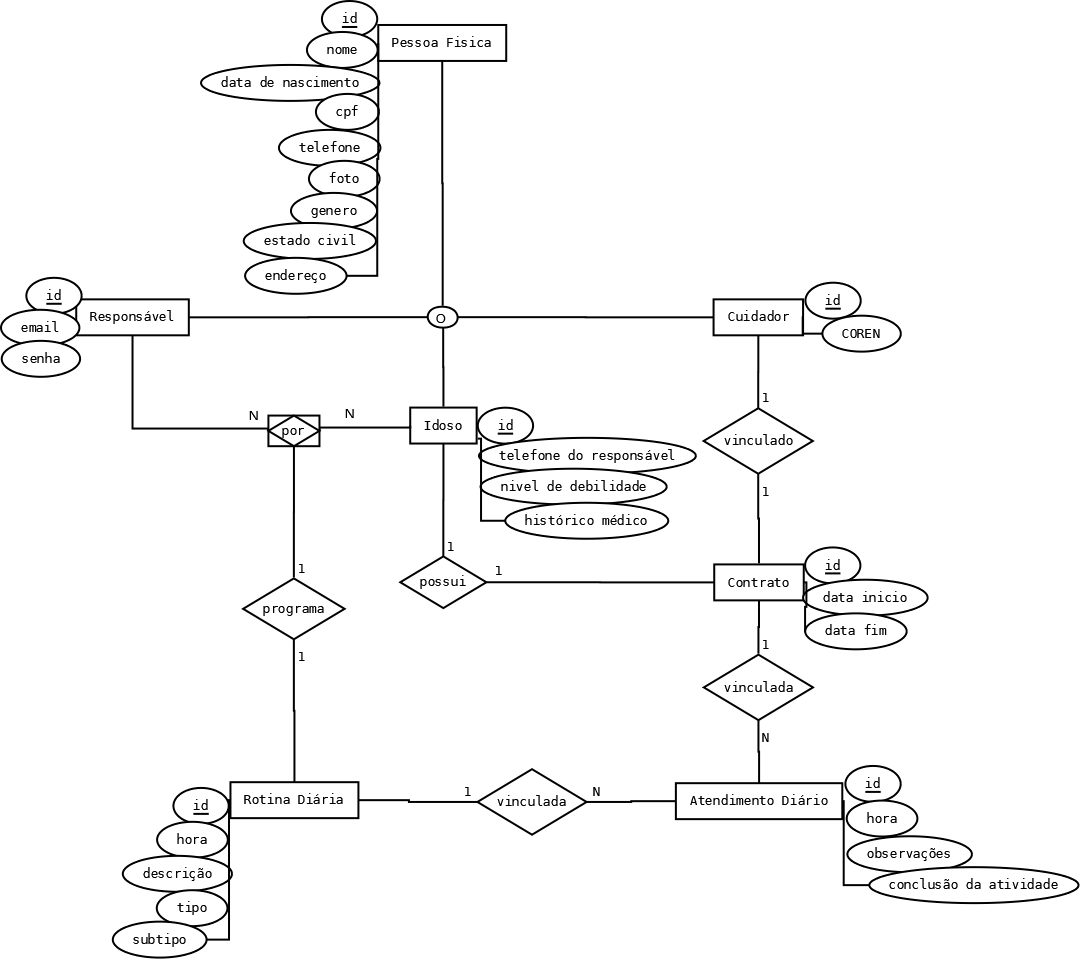 id
Pessoa Fisica
nome
data de nascimento
cpf
telefone
foto
genero
estado civil
endereço
id
Responsável
email
senha
O
Cuidador
id
COREN
N
N
por
Idoso
id
telefone do responsável
nivel de debilidade
histórico médico
1
vinculado
1
1
possui
1
Contrato
id
data inicio
data fim
1
programa
1
1
vinculada
N
id
Rotina Diária
hora
descrição
tipo
subtipo
1
vinculada
N
Atendimento Diário
id
hora
observações
conclusão da atividade